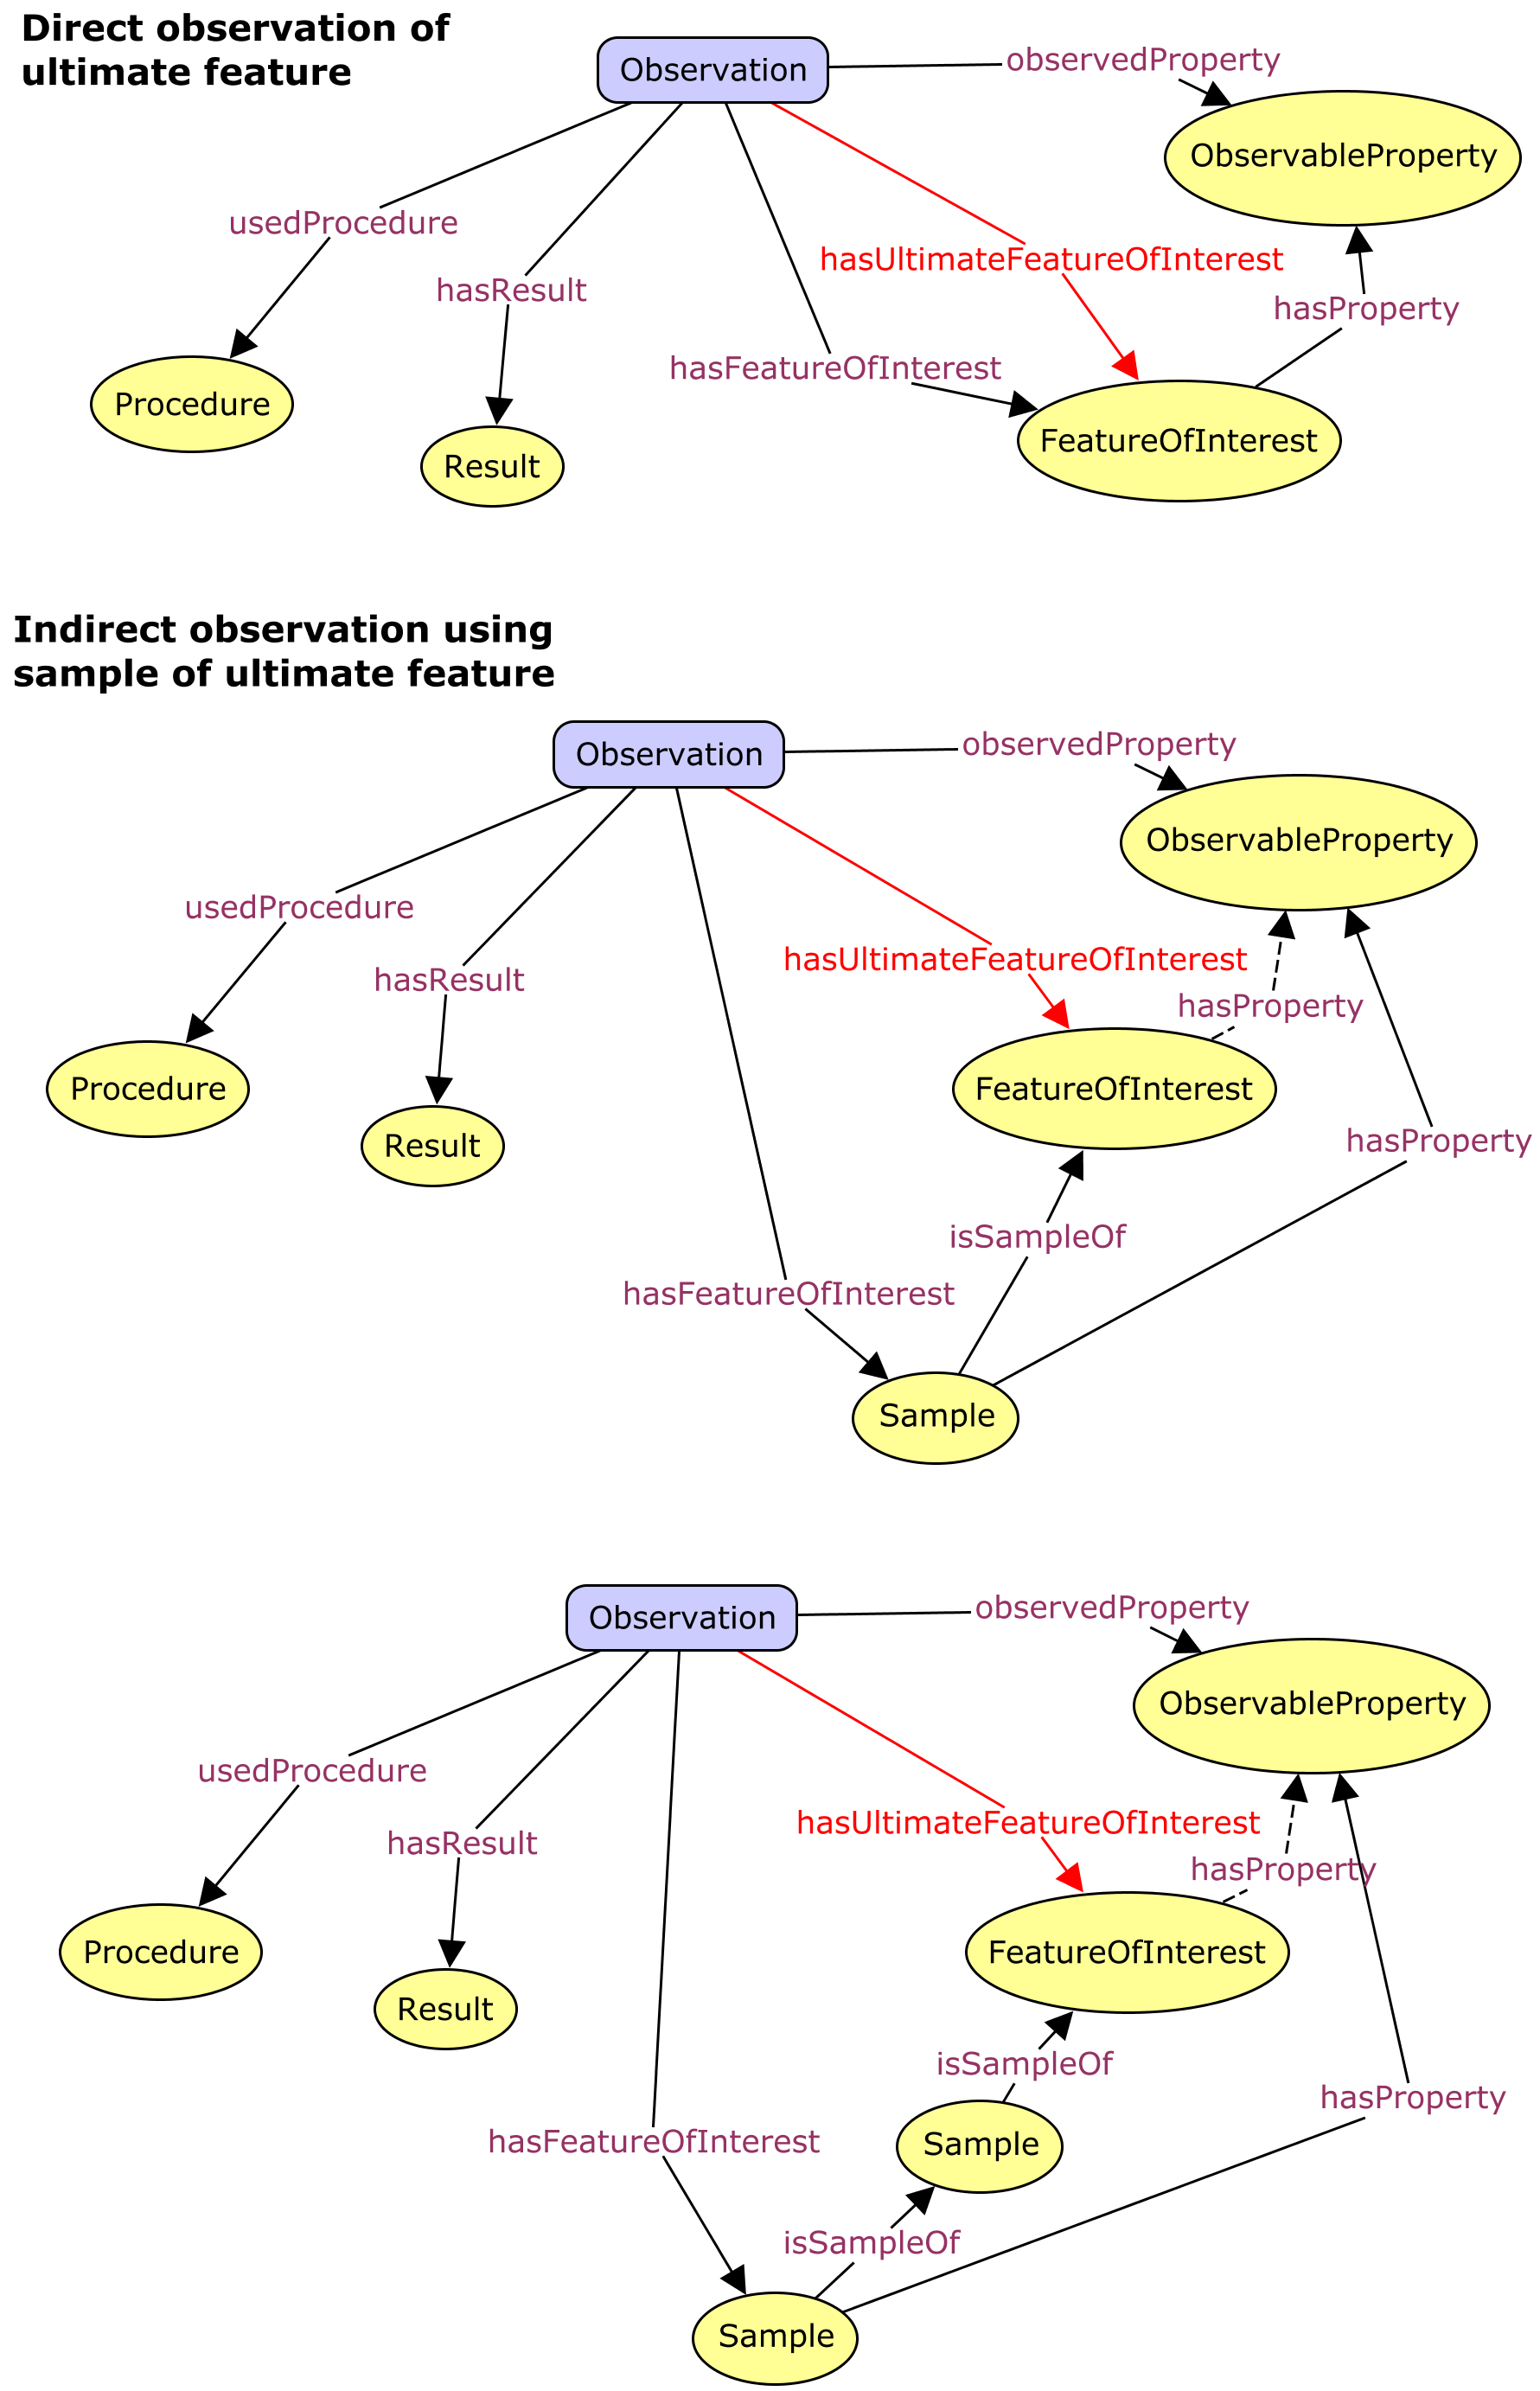 Direct observation of
ultimate feature
Observation
observedProperty
ObservableProperty
usedProcedure
hasUltimateFeatureOfInterest
hasResult
hasProperty
hasFeatureOfInterest
Procedure
FeatureOfInterest
Result
Indirect observation using
sample of ultimate feature
Observation
observedProperty
ObservableProperty
usedProcedure
hasUltimateFeatureOfInterest
hasResult
hasProperty
Procedure
FeatureOfInterest
Result
hasProperty
isSampleOf
hasFeatureOfInterest
Sample
Observation
observedProperty
ObservableProperty
usedProcedure
hasUltimateFeatureOfInterest
hasResult
hasProperty
Procedure
FeatureOfInterest
Result
isSampleOf
hasProperty
hasFeatureOfInterest
Sample
isSampleOf
Sample